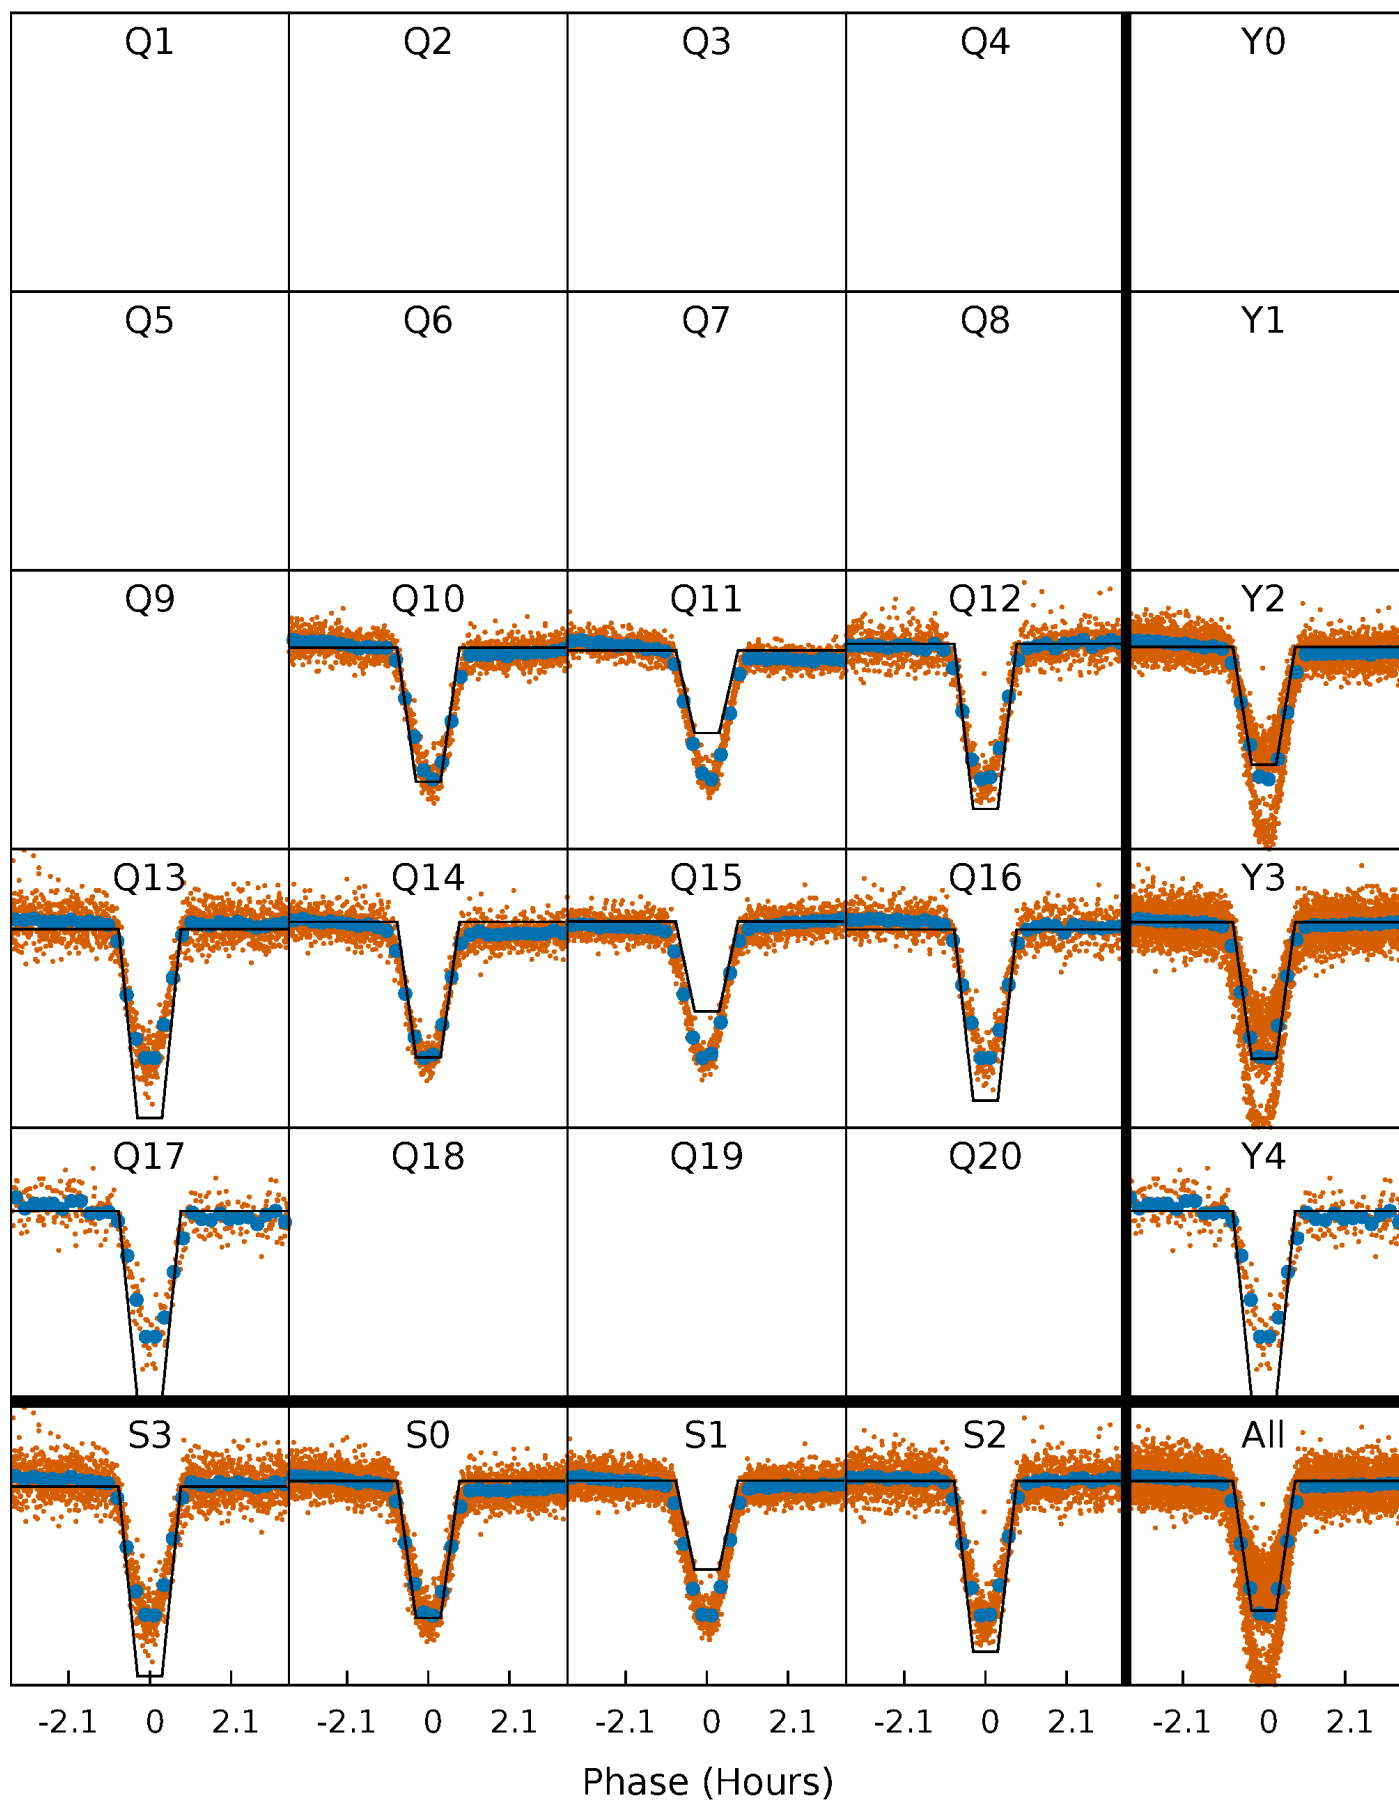 Q1 Q2 Q3 Q4 Y0
Q5 Q6 Q7 Q8 Y1
Q9 Q10 Q11 Q12 Y2
Q13 Q14 Q15 Q16 Y3
Q17 Q18 Q19 Q20 Y4
S3 S0 S1 S2 All
-2.1 0 2.1 -2.1 0 2.1 -2.1 0 2.1 -2.1 0 2.1 -2.1 0 2.1
Phase (Hours)